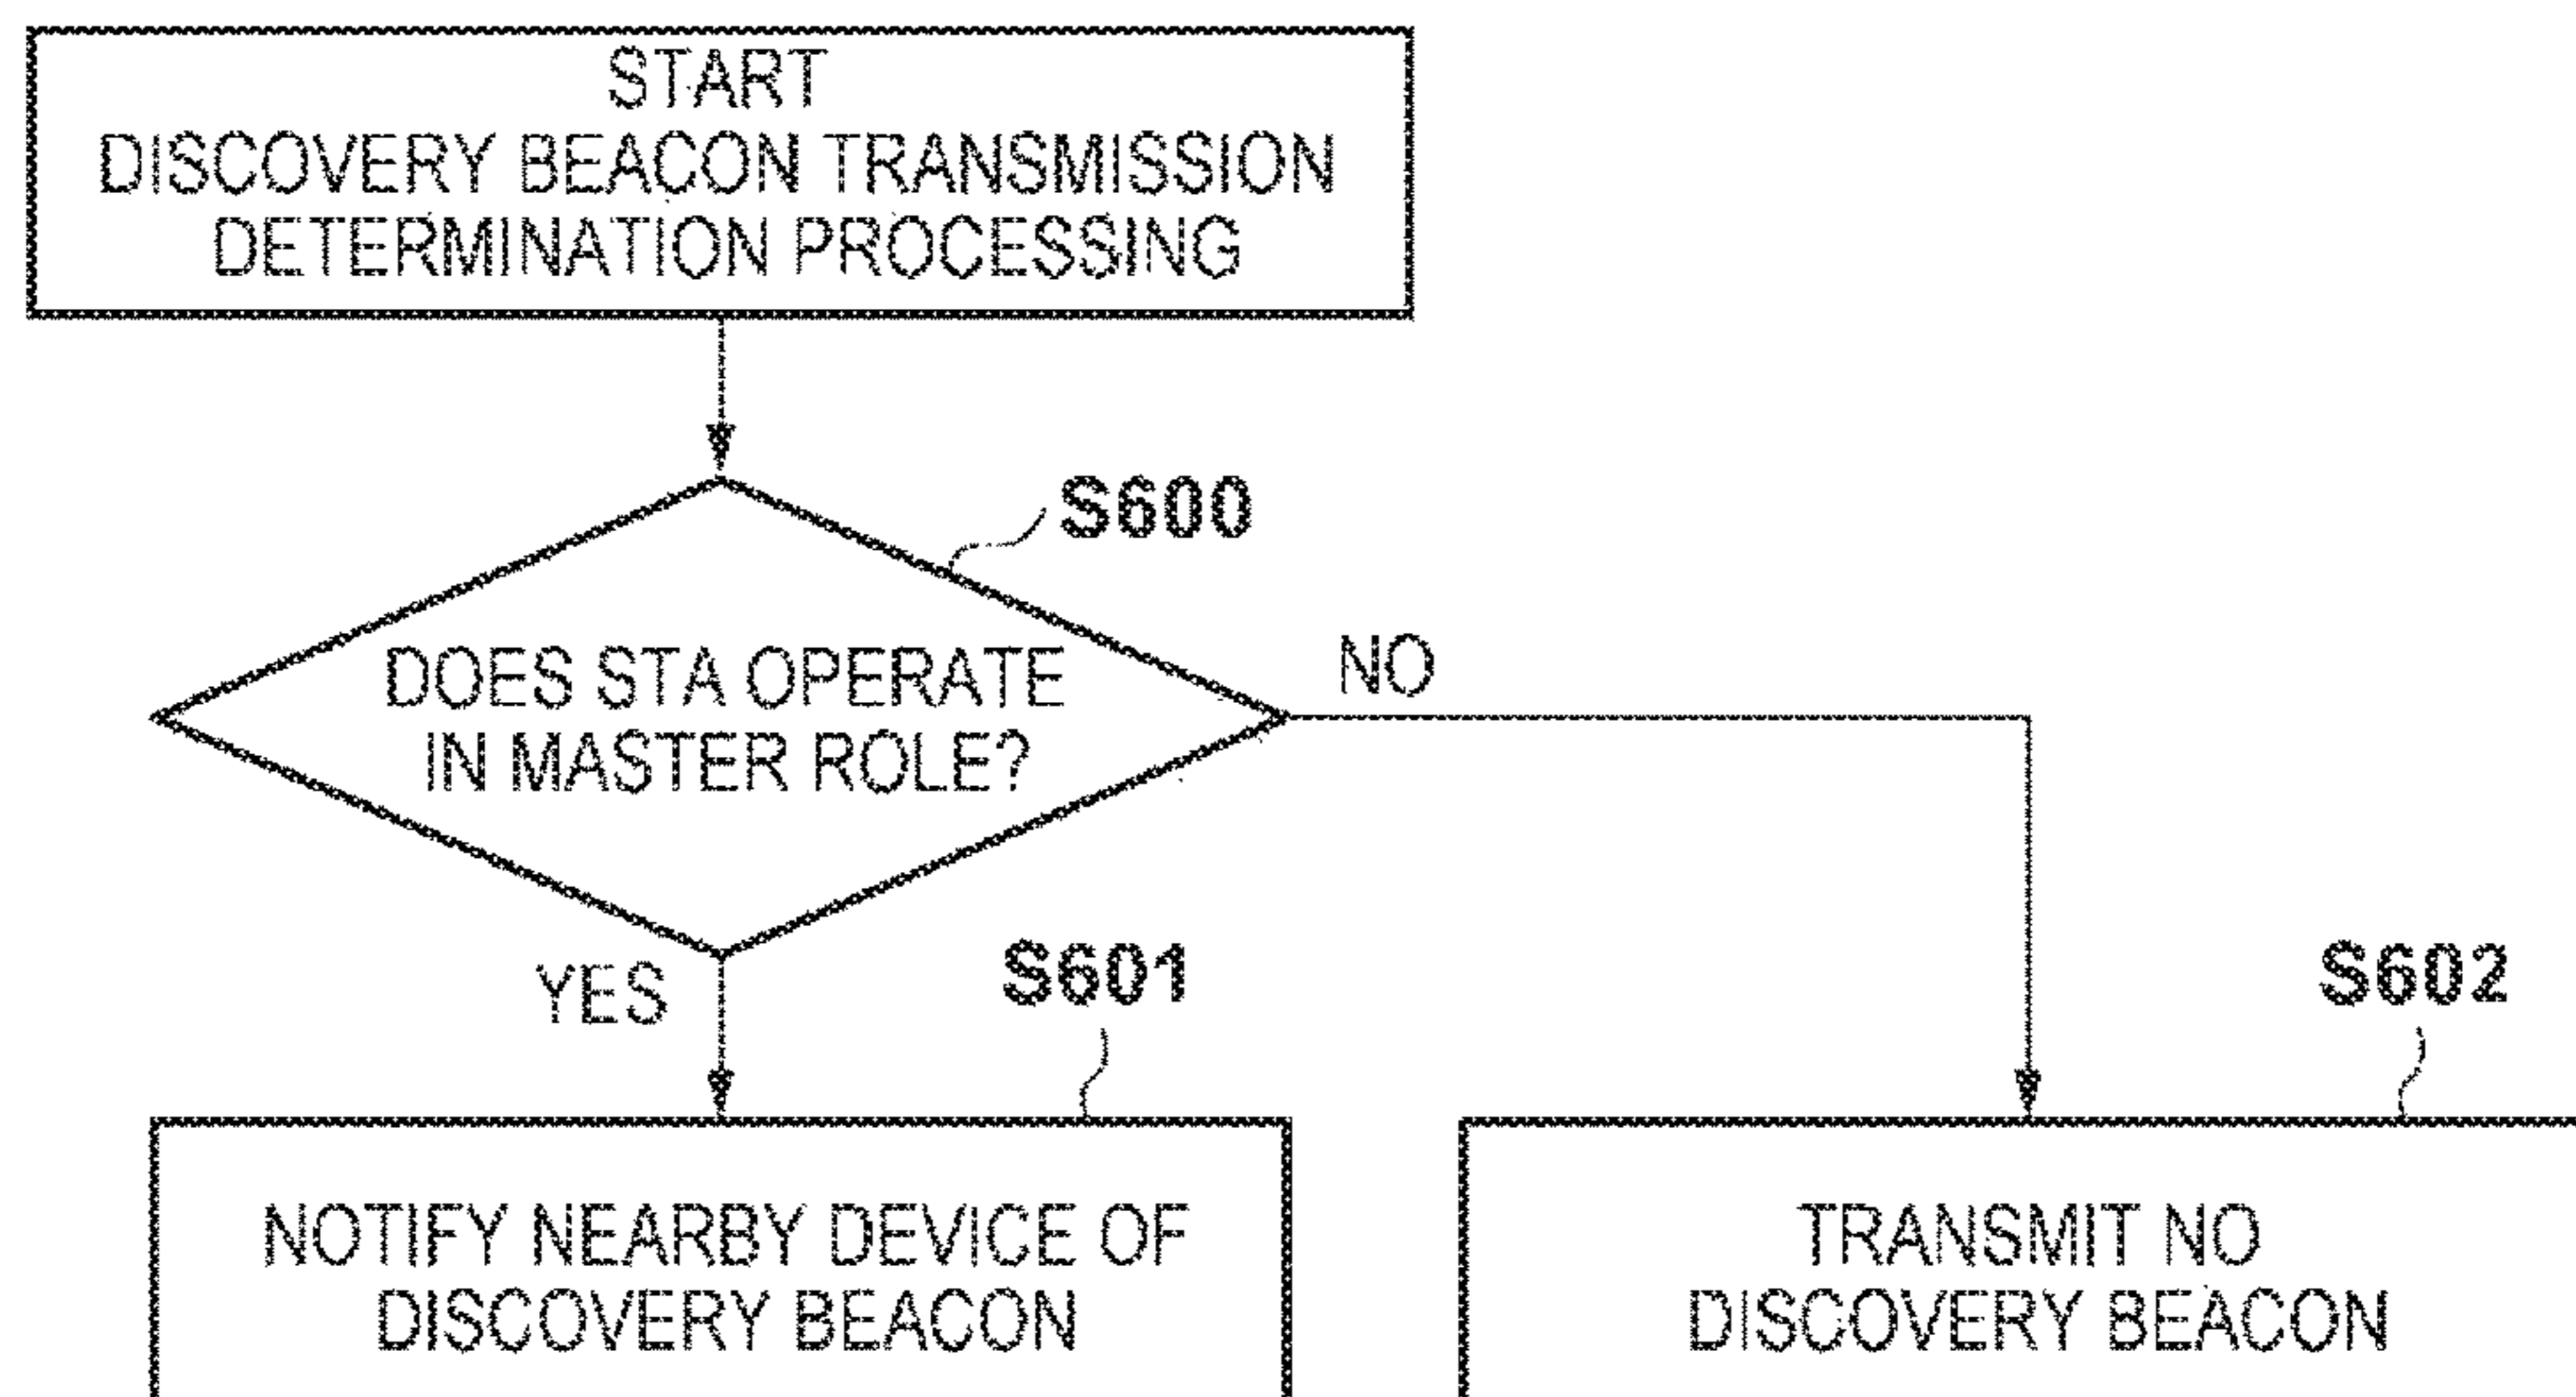 START
DISCOVERY BEACON TRANSMISSION
DETERMINATION PROCESSING
S600
DOES STA OPERATE
IN MASTER ROLE?
NO
YES
S601
S602
NOTIFY NEARBY DEVICE OF
DISCOVERY BEACON
TRANSMIT NO
DISCOVERY BEACON